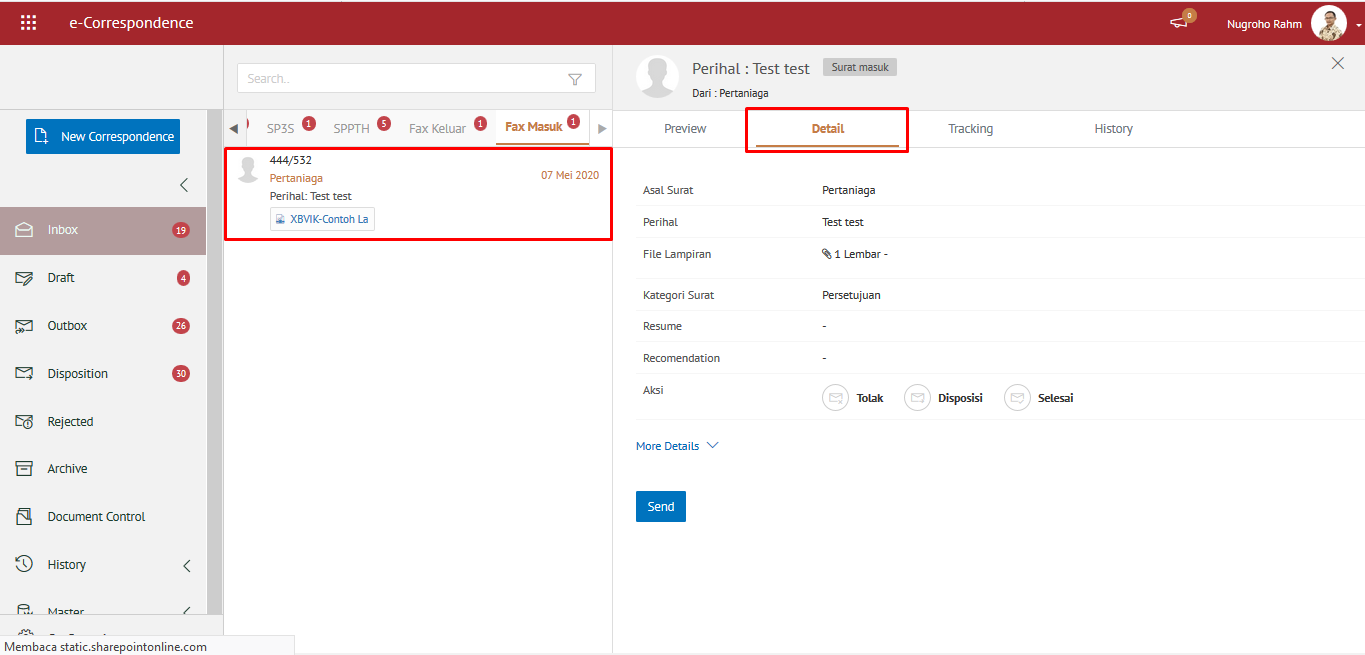 e-Correspondence
0
Nugroho Rahm
Search..
Perihal : Test test
Surat masuk
Dari : Pertaniaga
New Correspondence
SP3S 1
SPPTH 5
Fax Keluar 1
Fax Masuk 1
Preview
Detail
Tracking
History
444/532
Pertaniaga
07 Mei 2020
Perihal: Test test
XBVIK-Contoh La
Inbox 19
Draft 4
Outbox 26
Disposition 30
Rejected
Archive
Document Control
History
Master
Asal Surat Pertaniaga
Perihal Test test
File Lampiran 1 Lembar -
Kategori Surat Persetujuan
Resume -
Recomendation -
Aksi Tolak Disposisi Selesai
More Details
Send
Membaca static.sharepointonline.com